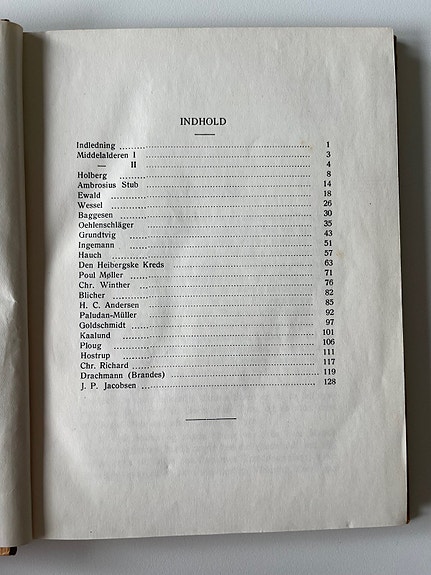 INDHOLD
Indledning ........ 1
Middelalderen I ........ 3
— II ........ 4
Holberg ........ 8
Ambrosius Stub ........ 14
Ewald ........ 18
Wessel ........ 26
Baggesen ........ 30
Oehlenschläger ........ 35
Grundtvig ........ 43
Ingemann ........ 51
Hauch ........ 57
Den Heibergske Kreds ........ 63
Poul Møller ........ 71
Chr. Winther ........ 76
Blicher ........ 82
H. C. Andersen ........ 85
Paludan-Müller ........ 92
Goldschmidt ........ 97
Kaalund ........ 101
Ploug ........ 106
Hostrup ........ 111
Chr. Richard ........ 117
Drachmann (Brandes) ........ 119
J. P. Jacobsen ........ 128